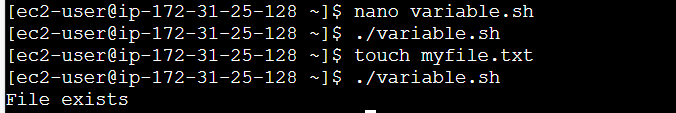 [ec2-user@ip-172-31-25-128 ~]$ nano variable.sh
[ec2-user@ip-172-31-25-128 ~]$ ./variable.sh
[ec2-user@ip-172-31-25-128 ~]$ touch myfile.txt
[ec2-user@ip-172-31-25-128 ~]$ ./variable.sh
File exists